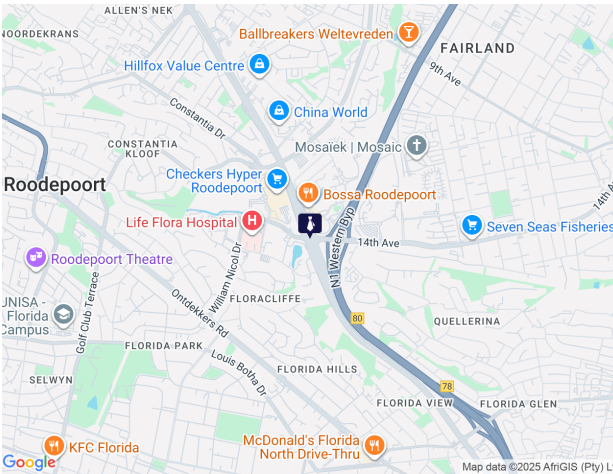 ALLEN'S NEK
NOORDEKRANS
Ballbreakers Weltevreden
FAIRLAND
Hillfox Value Centre
9th Ave
Constantia Dr
China World
CONSTANTIA
KLOOF
Mosaïek | Mosaic
Checkers Hyper
Roodepoort
Roodepoort
Bossa Roodepoort
14th A
Life Flora Hospital
H
N1 Western Byp
14th Ave
Seven Seas Fisheries
Roodepoort Theatre
William Nicol Dr
Golf Club Terrace
Ontdekkers Rd
FLORACLIFFE
UNISA -
Florida
Campus
80
QUELLERINA
FLORIDA PARK
Louis Botha Dr
FLORIDA HILLS
SELWYN
78
FLORIDA VIEW
FLORIDA GLEN
KFC Florida
McDonald's Florida
North Drive-Thru
Google
Map data ©2025 AfriGIS (Pty) L